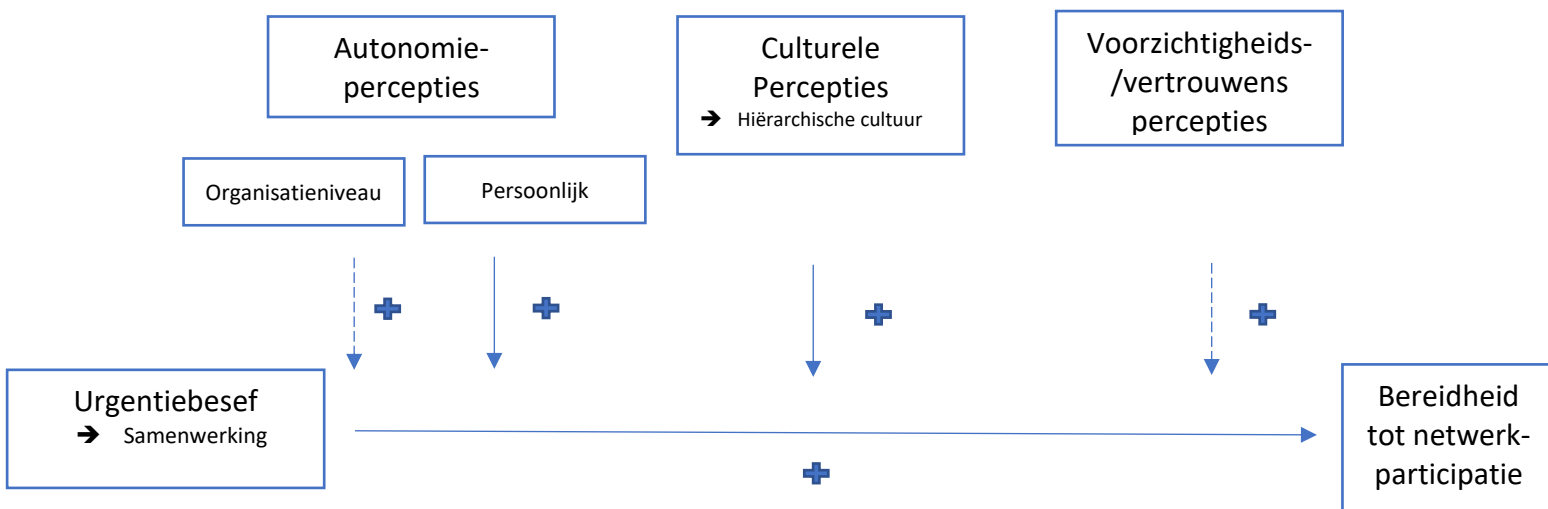 Autonomie-
percepties
Culturele
Percepties
➔ Hiërarchische cultuur
Voorzichtigheids-
/vertrouwens
percepties
Organisatieniveau
Persoonlijk
Urgentiebesef
➔ Samenwerking
Bereidheid
tot netwerk-
participatie